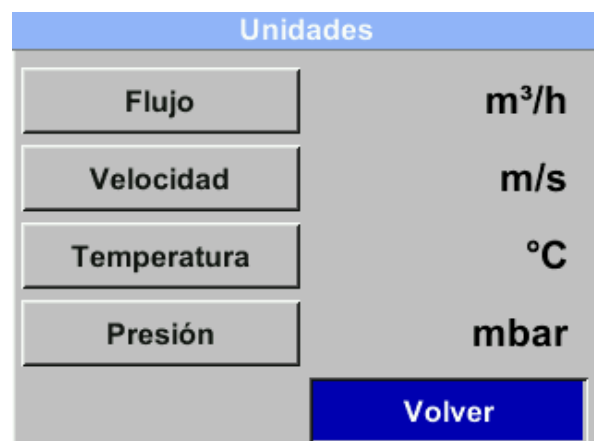 Unidades
Flujo m³/h
Velocidad m/s
Temperatura °C
Presión mbar
Volver